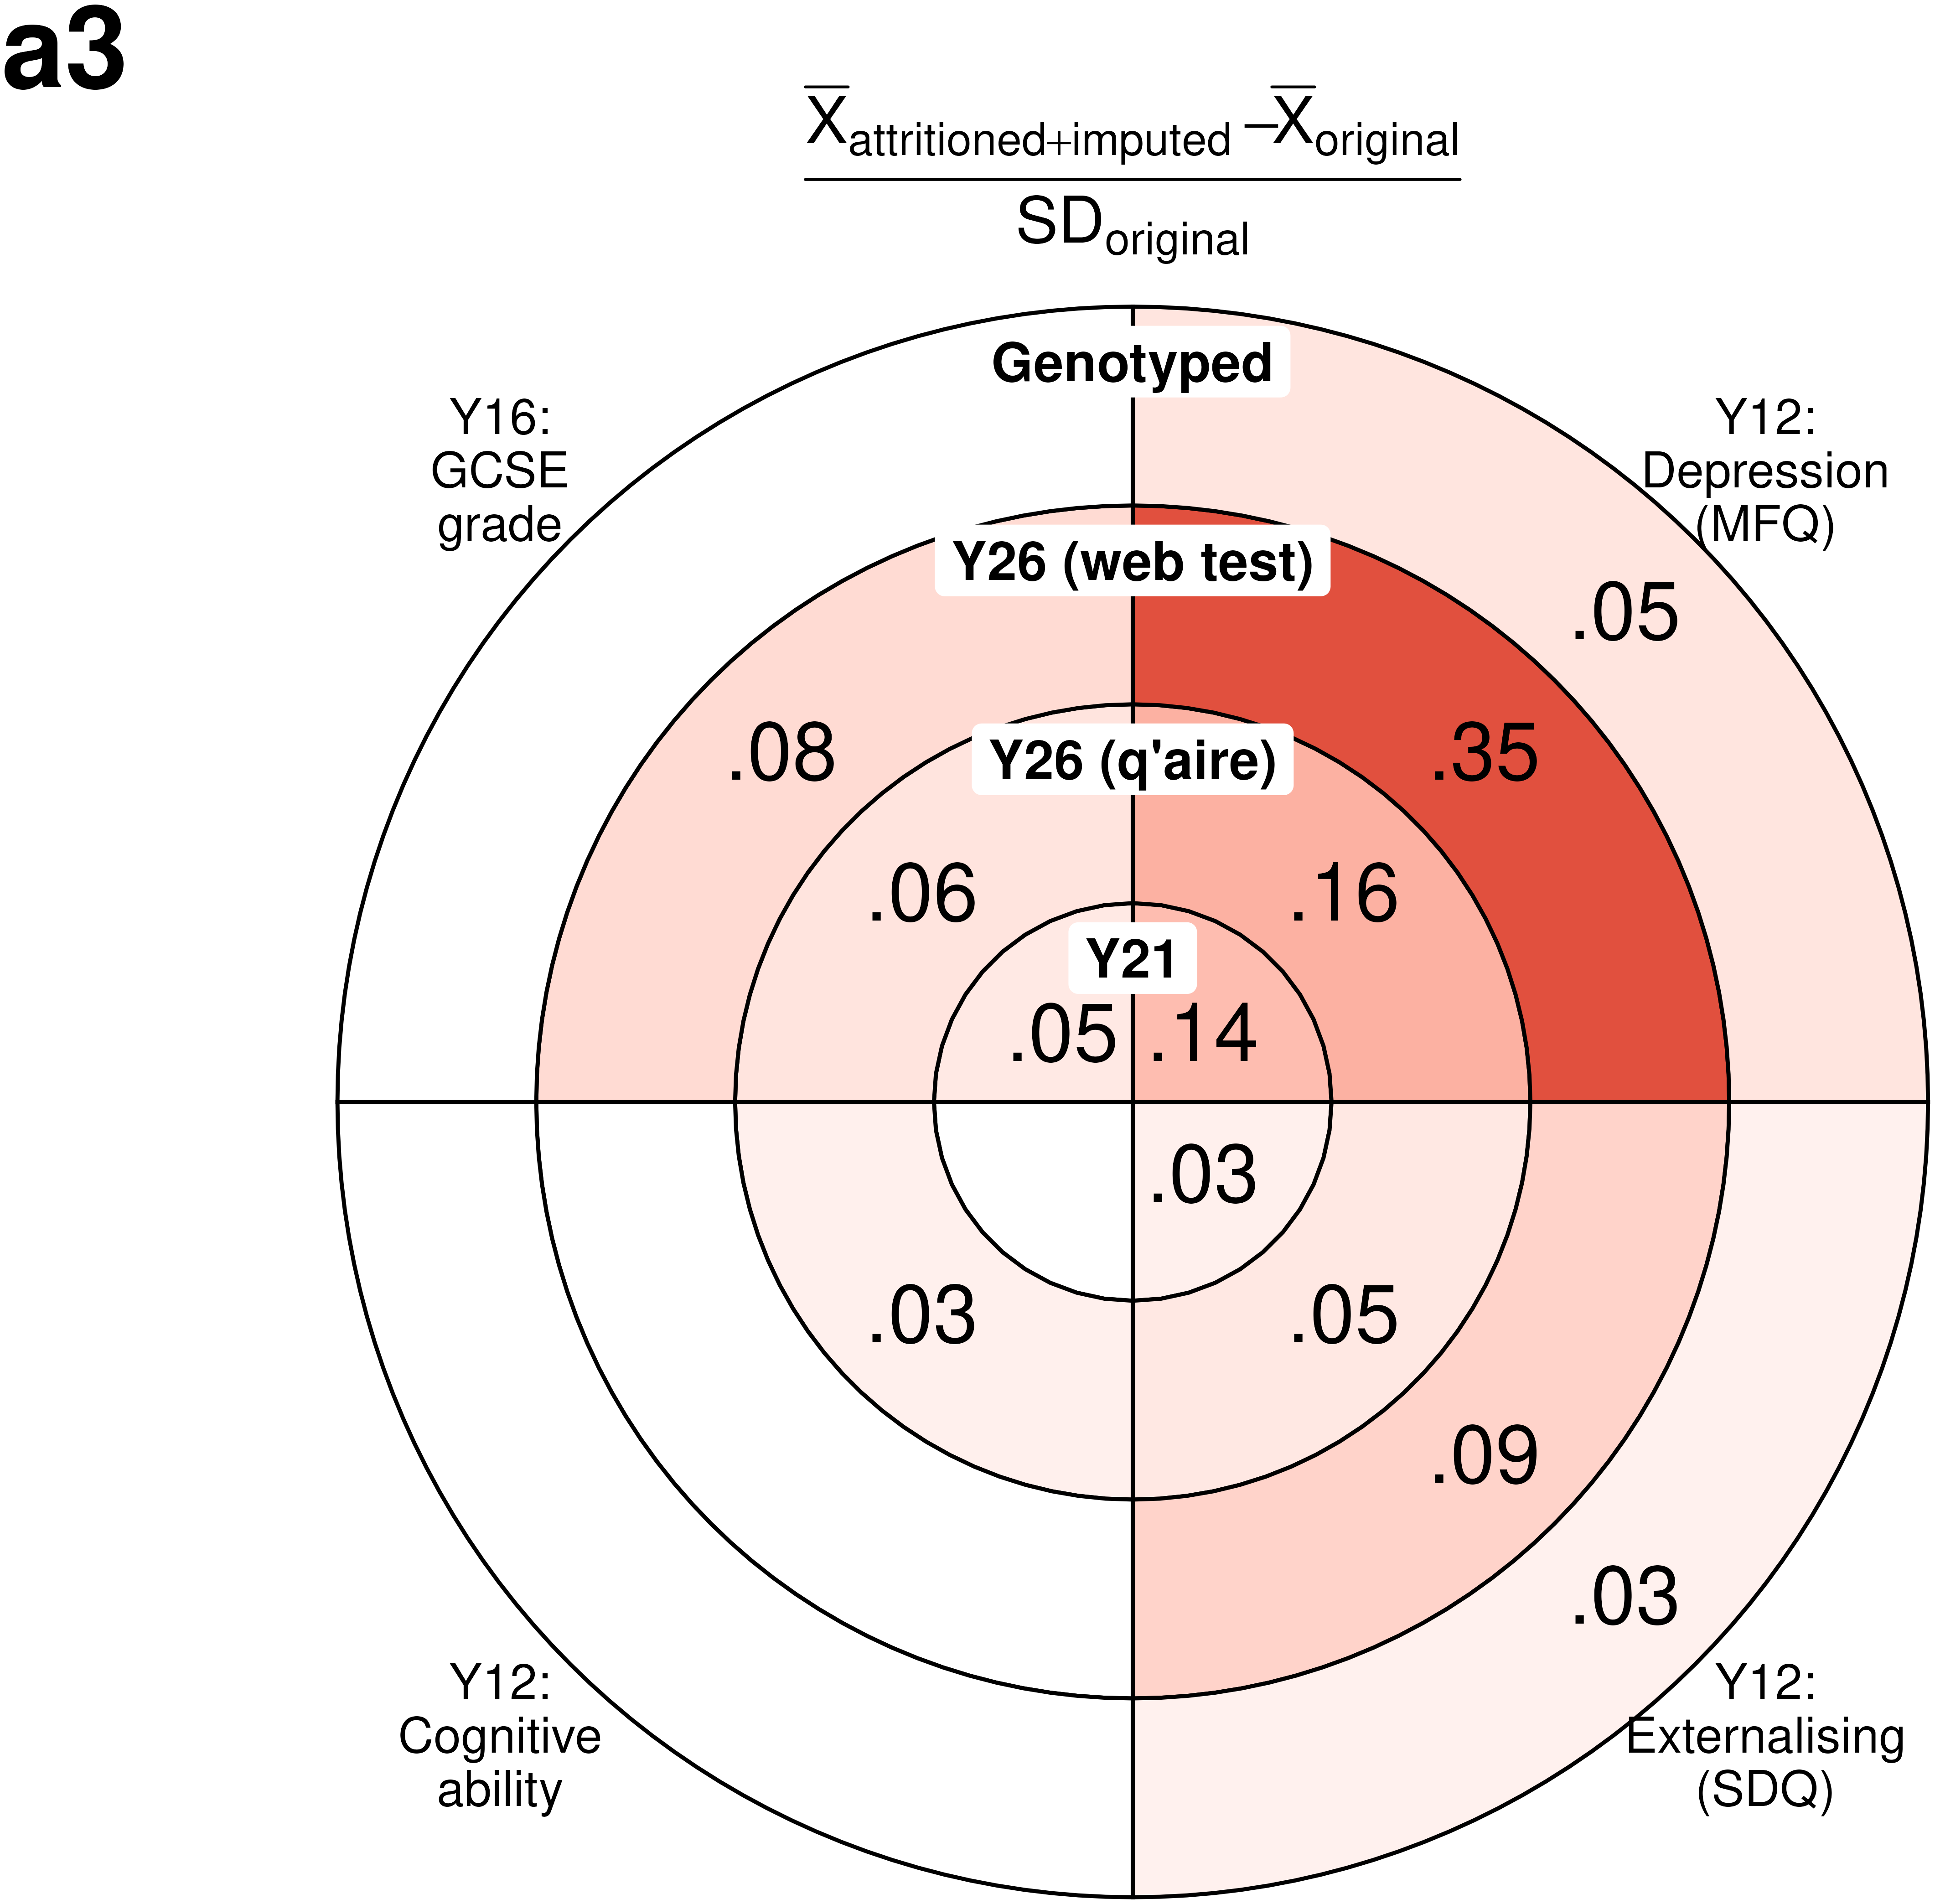 a3
X̅attritioned+imputed −X̅original
SDoriginal
Genotyped
Y16:
GCSE
grade
Y12:
Depression
(MFQ)
Y26 (web test)
.05
.08
Y26 (q'aire)
.35
.06
.16
Y21
.05
.14
.03
.03
.05
.09
.03
Y12:
Cognitive
ability
Y12:
Externalising
(SDQ)